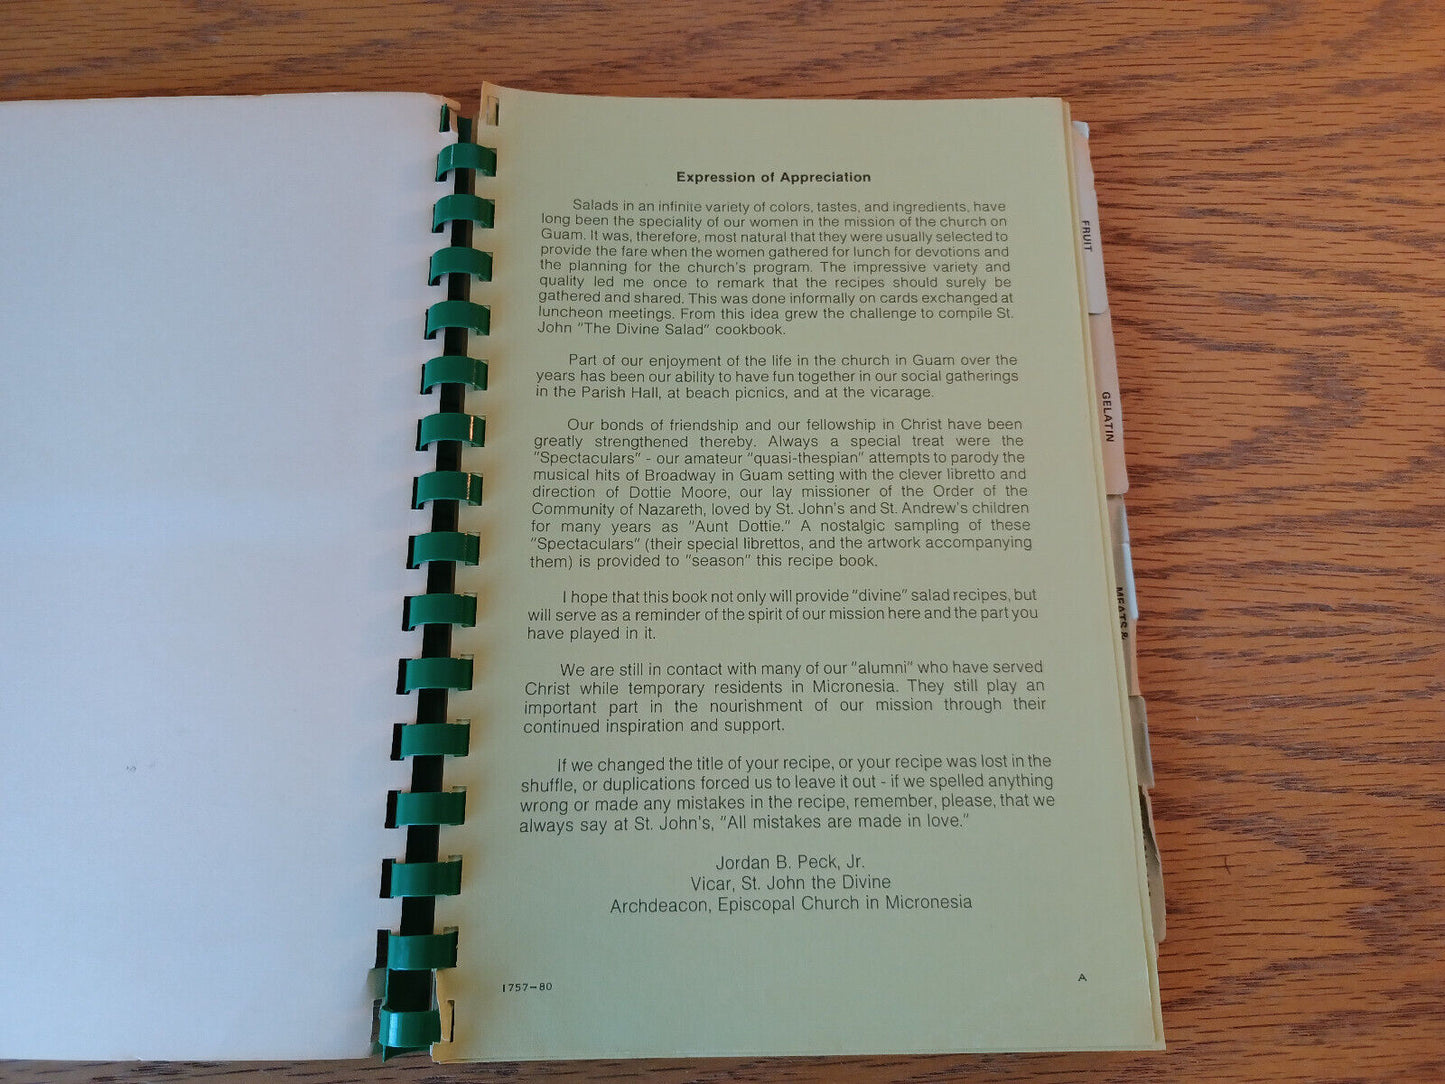 Expression of Appreciation
Salads in an infinite variety of colors, tastes, and ingredients, have
long been the speciality of our women in the mission of the church on
Guam. It was, therefore, most natural that they were usually selected to
provide the fare when the women gathered for lunch for devotions and
the planning for the church's program. The impressive variety and
quality led me once to remark that the recipes should surely be
gathered and shared. This was done informally on cards exchanged at
luncheon meetings. From this idea grew the challenge to compile St.
John "The Divine Salad" cookbook.
Part of our enjoyment of the life in the church in Guam over the
years has been our ability to have fun together in our social gatherings
in the Parish Hall, at beach picnics, and at the vicarage.
Our bonds of friendship and our fellowship in Christ have been
greatly strengthened thereby. Always a special treat were the
"Spectaculars" - our amateur "quasi-thespian" attempts to parody the
musical hits of Broadway in Guam setting with the clever libretto and
direction of Dottie Moore, our lay missioner of the Order of the
Community of Nazareth, loved by St. John's and St. Andrew's children
for many years as "Aunt Dottie." A nostalgic sampling of these
"Spectaculars" (their special librettos, and the artwork accompanying
them) is provided to "season" this recipe book.
I hope that this book not only will provide "divine" salad recipes, but
will serve as a reminder of the spirit of our mission here and the part you
have played in it.
We are still in contact with many of our "alumni" who have served
Christ while temporary residents in Micronesia. They still play an
important part in the nourishment of our mission through their
continued inspiration and support.
If we changed the title of your recipe, or your recipe was lost in the
shuffle, or duplications forced us to leave it out - if we spelled anything
wrong or made any mistakes in the recipe, remember, please, that we
always say at St. John's, "All mistakes are made in love."
Jordan B. Peck, Jr.
Vicar, St. John the Divine
Archdeacon, Episcopal Church in Micronesia
1757-80
A
FRUIT
GELATIN
MEATS &